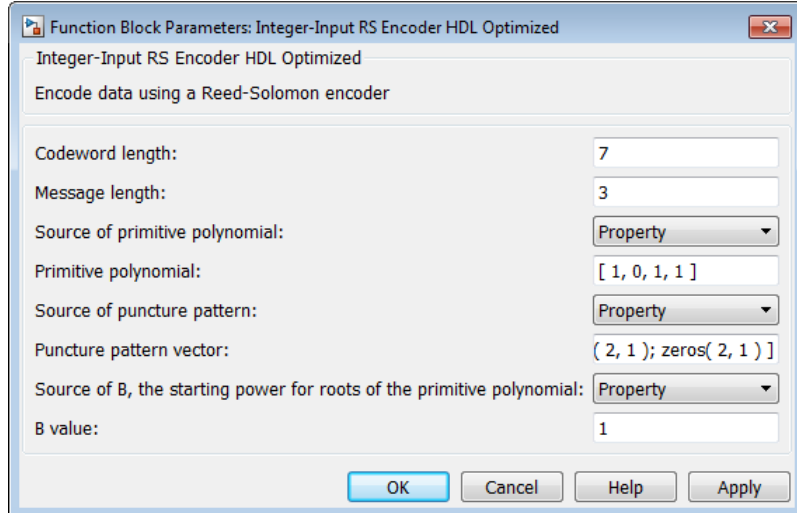 Function Block Parameters: Integer-Input RS Encoder HDL Optimized
Integer-Input RS Encoder HDL Optimized
Encode data using a Reed-Solomon encoder
Codeword length: 7
Message length: 3
Source of primitive polynomial: Property
Primitive polynomial: [ 1, 0, 1, 1 ]
Source of puncture pattern: Property
Puncture pattern vector: ( 2, 1 ); zeros( 2, 1 ) ]
Source of B, the starting power for roots of the primitive polynomial: Property
B value: 1
OK Cancel Help Apply